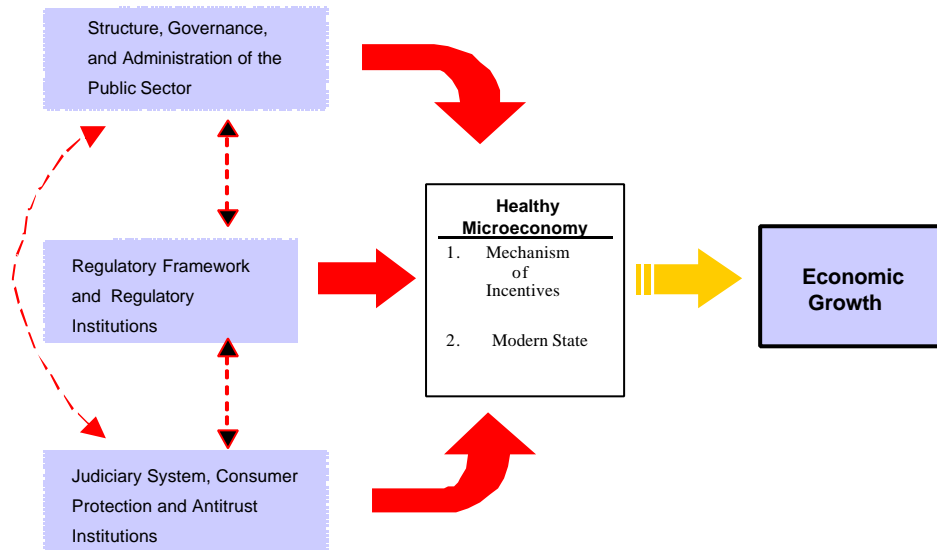 Structure, Governance,
and Administration of the
Public Sector
Regulatory Framework
and Regulatory
Institutions
Judiciary System, Consumer
Protection and Antitrust
Institutions
Healthy
Microeconomy
1. Mechanism
of
Incentives
2. Modern State
Economic
Growth